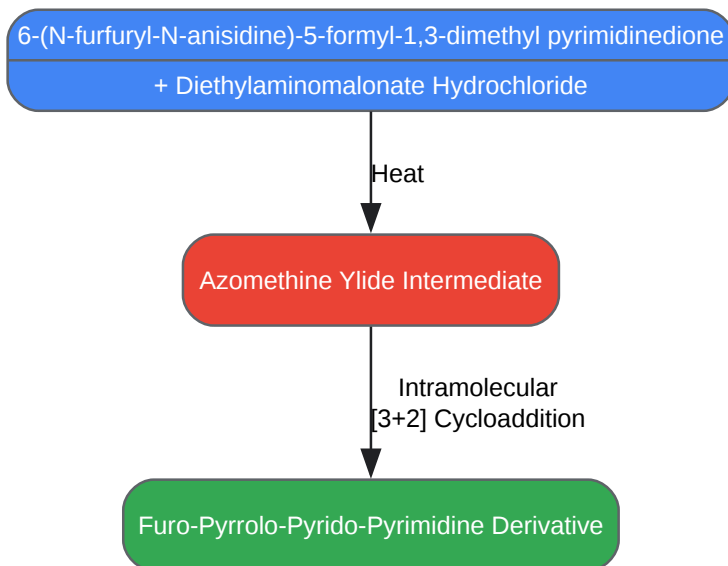 6-(N-furfuryl-N-anisidine)-5-formyl-1,3-dimethyl pyrimidinedione
+ Diethylaminomalonate Hydrochloride
Heat
Azomethine Ylide Intermediate
Intramolecular
[3+2] Cycloaddition
Furo-Pyrrolo-Pyrido-Pyrimidine Derivative